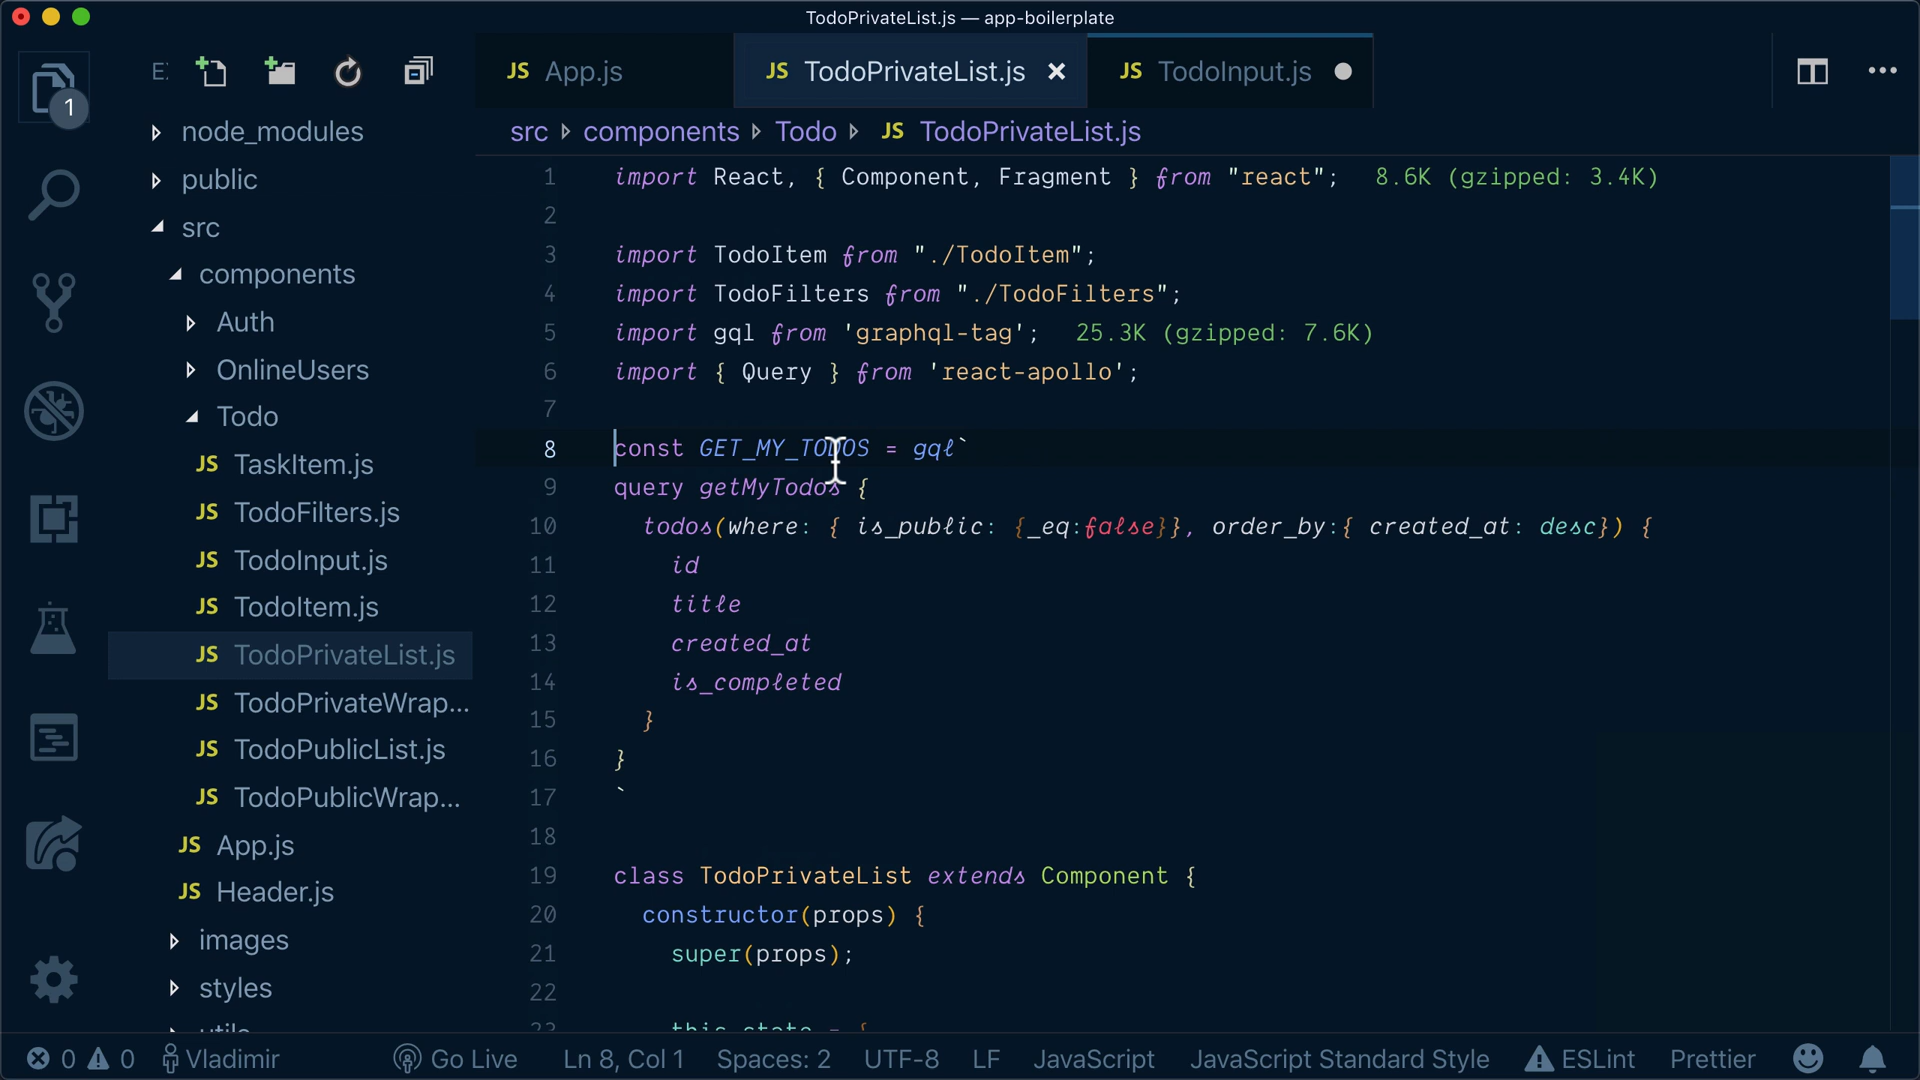 TodoPrivateList.js — app-boilerplate
E:
JS App.js
JS TodoPrivateList.js
JS TodoInput.js
1
src components Todo JS TodoPrivateList.js
node_modules
public
src
components
Auth
OnlineUsers
Todo
JS TaskItem.js
JS TodoFilters.js
JS TodoInput.js
JS TodoItem.js
JS TodoPrivateList.js
JS TodoPrivateWrap...
JS TodoPublicList.js
JS TodoPublicWrap...
JS App.js
JS Header.js
images
styles
1 import React, { Component, Fragment } from "react"; 8.6K (gzipped: 3.4K)
2
3 import TodoItem from "./TodoItem";
4 import TodoFilters from "./TodoFilters";
5 import gql from 'graphql-tag'; 25.3K (gzipped: 7.6K)
6 import { Query } from 'react-apollo';
7
8 const GET_MY_TODOS = gql`
9 query getMyTodos {
10 todos(where: { is_public: {_eq:false}}, order_by:{ created_at: desc}) {
11 id
12 title
13 created_at
14 is_completed
15 }
16 }
17 `
18
19 class TodoPrivateList extends Component {
20 constructor(props) {
21 super(props);
22
23 this.state = {
0 0 Vladimir Go Live Ln 8, Col 1 Spaces: 2 UTF-8 LF JavaScript JavaScript Standard Style ESLint Prettier